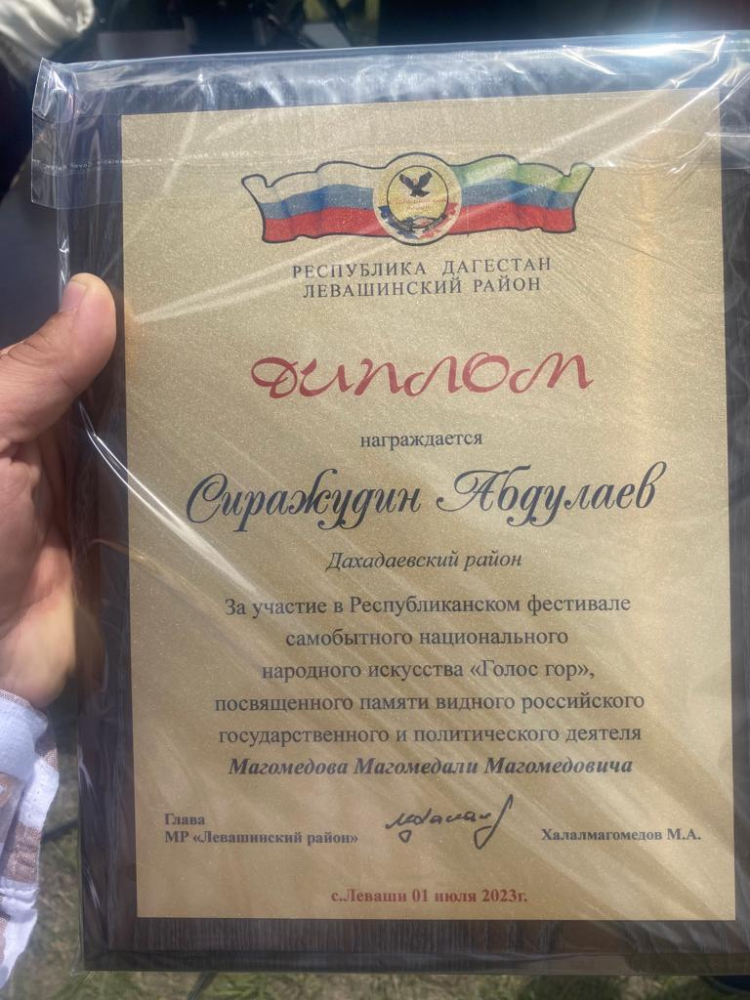 РЕСПУБЛИКА ДАГЕСТАН
ЛЕВАШИНСКИЙ РАЙОН
ДИПЛОМ
награждается
Сиражудин Абдулаев
Дахадаевский район
За участие в Республиканском фестивале
самобытного национального
народного искусства «Голос гор»,
посвященного памяти видного российского
государственного и политического деятеля
Магомедова Магомедали Магомедовича
Глава
МР «Левашинский район»
Халалмагомедов М.А.
с.Леваши 01 июля 2023г.